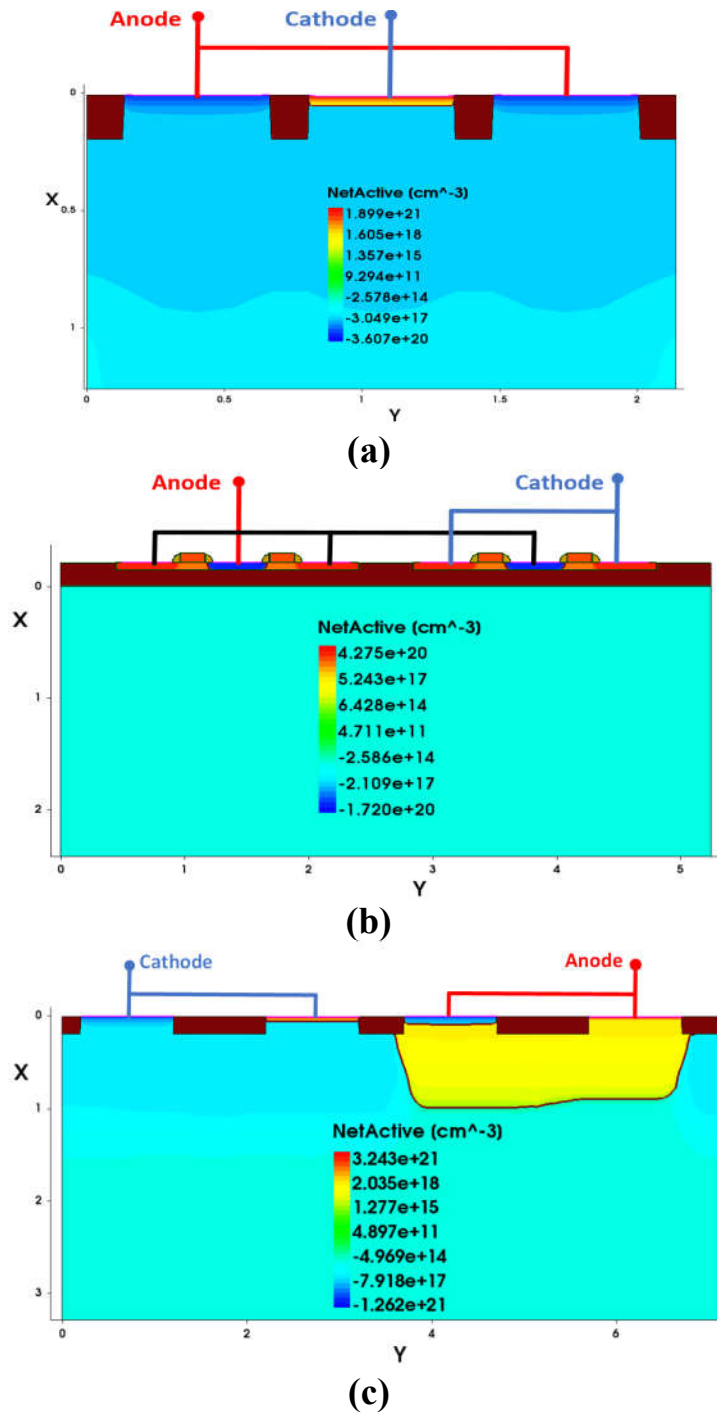 Anode Cathode
0
X 0.5
1
NetActive [cm^-3]
1.899e+21
1.605e+18
1.357e+15
9.294e+11
-2.578e+14
-3.049e+17
-3.607e+20
0 0.5 1 1.5 2
Y
(a)
Anode Cathode
0
X
1
2
NetActive [cm^-3]
4.275e+20
5.243e+17
6.428e+14
4.711e+11
-2.586e+14
-2.109e+17
-1.720e+20
0 1 2 3 4 5
Y
(b)
Cathode Anode
0
X
1
2
3
NetActive [cm^-3]
3.243e+21
2.035e+18
1.277e+15
4.897e+11
-4.969e+14
-7.918e+17
-1.262e+21
0 2 4 6
Y
(c)